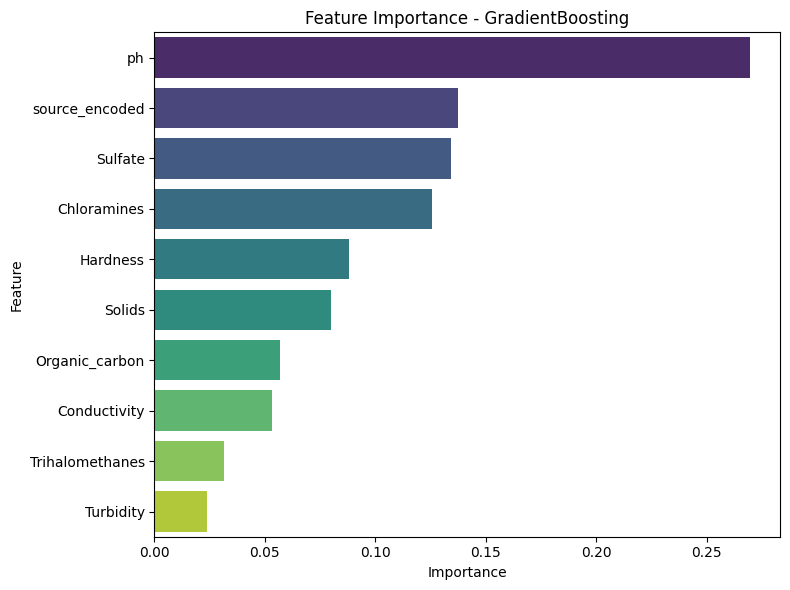 Feature Importance - GradientBoosting
Feature
ph
source_encoded
Sulfate
Chloramines
Hardness
Solids
Organic_carbon
Conductivity
Trihalomethanes
Turbidity
0.00 0.05 0.10 0.15 0.20 0.25
Importance